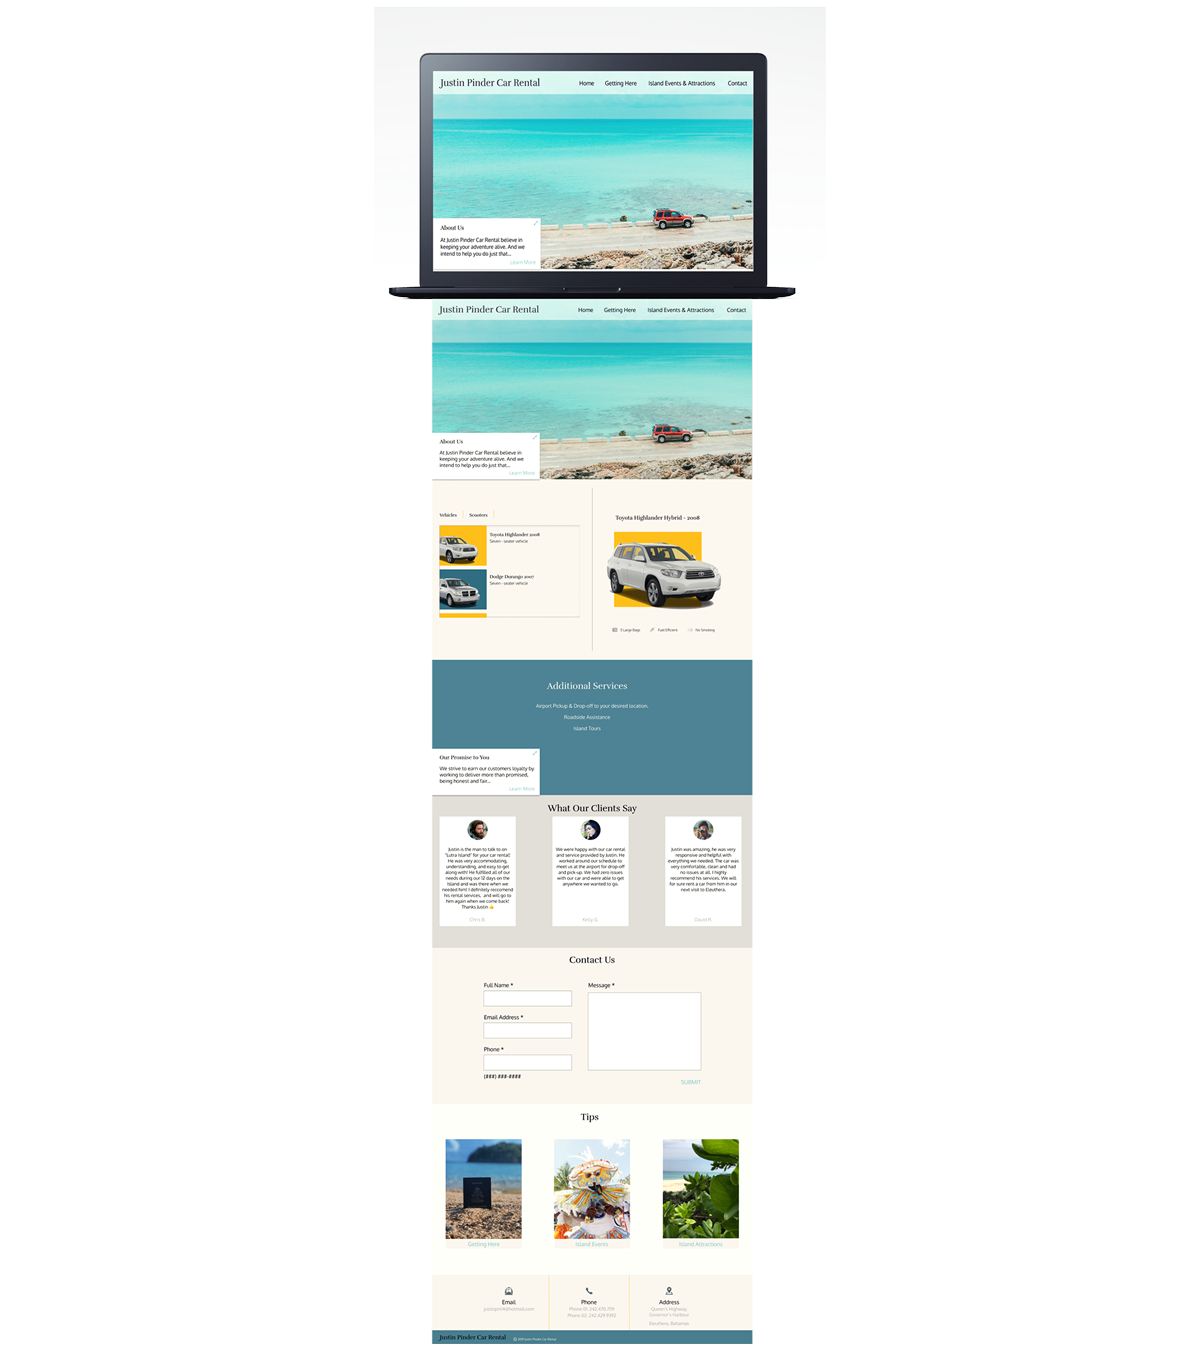 Justin Pinder Car Rental
Home Getting Here Island Events & Attractions Contact
About Us
At Justin Pinder Car Rental believe in
keeping your adventure alive. And we
intend to help you do just that...
Learn More
Justin Pinder Car Rental
Home Getting Here Island Events & Attractions Contact
About Us
At Justin Pinder Car Rental believe in
keeping your adventure alive. And we
intend to help you do just that...
Learn More
Vehicles Scooters
Toyota Highlander 2008
Seven - seater vehicle
Dodge Durango 2007
Seven - seater vehicle
Toyota Highlander Hybrid - 2008
Large Bags Fuel Efficient No Smoking
Additional Services
Airport Pickup & Drop-off to your desired location.
Roadside Assistance
Island Tours
Our Promise to You
We strive to earn our customers loyalty by
working to deliver more than promised,
being honest and fair...
Learn More
What Our Clients Say
Justin is the man to talk to on
"Lutra Island" for your car rental!
He was very accommodating,
understanding, and easy to get
along with! He fulfilled all of our
needs during our 12 days on the
Island and was there when we
needed him! I definitely reccomend
his rental services, and will go to
him again when we come back!
Thanks Justin 👍
Chris B.
We were happy with our car rental
and service provided by Justin. He
worked around our schedule to
meet us at the airport for drop-off
and pick-up. We had zero issues
with our car and were able to get
anywhere we wanted to go.
Kelly G.
Justin was amazing, he was very
responsive and helpful with
everything we needed. The car was
very comfortable, clean and had
no issues at all. I highly
recommend his services. We will
for sure rent a car from him in our
next visit to Eleuthera.
David R.
Contact Us
Full Name *
Email Address *
Phone *
(###) ###-####
Message *
SUBMIT
Tips
Getting Here
Island Events
Island Attractions
Email
Phone
Phone 01:
Phone 02:
Address
Queen's Highway,
Governor's Harbour
Eleuthera, Bahamas
Justin Pinder Car Rental